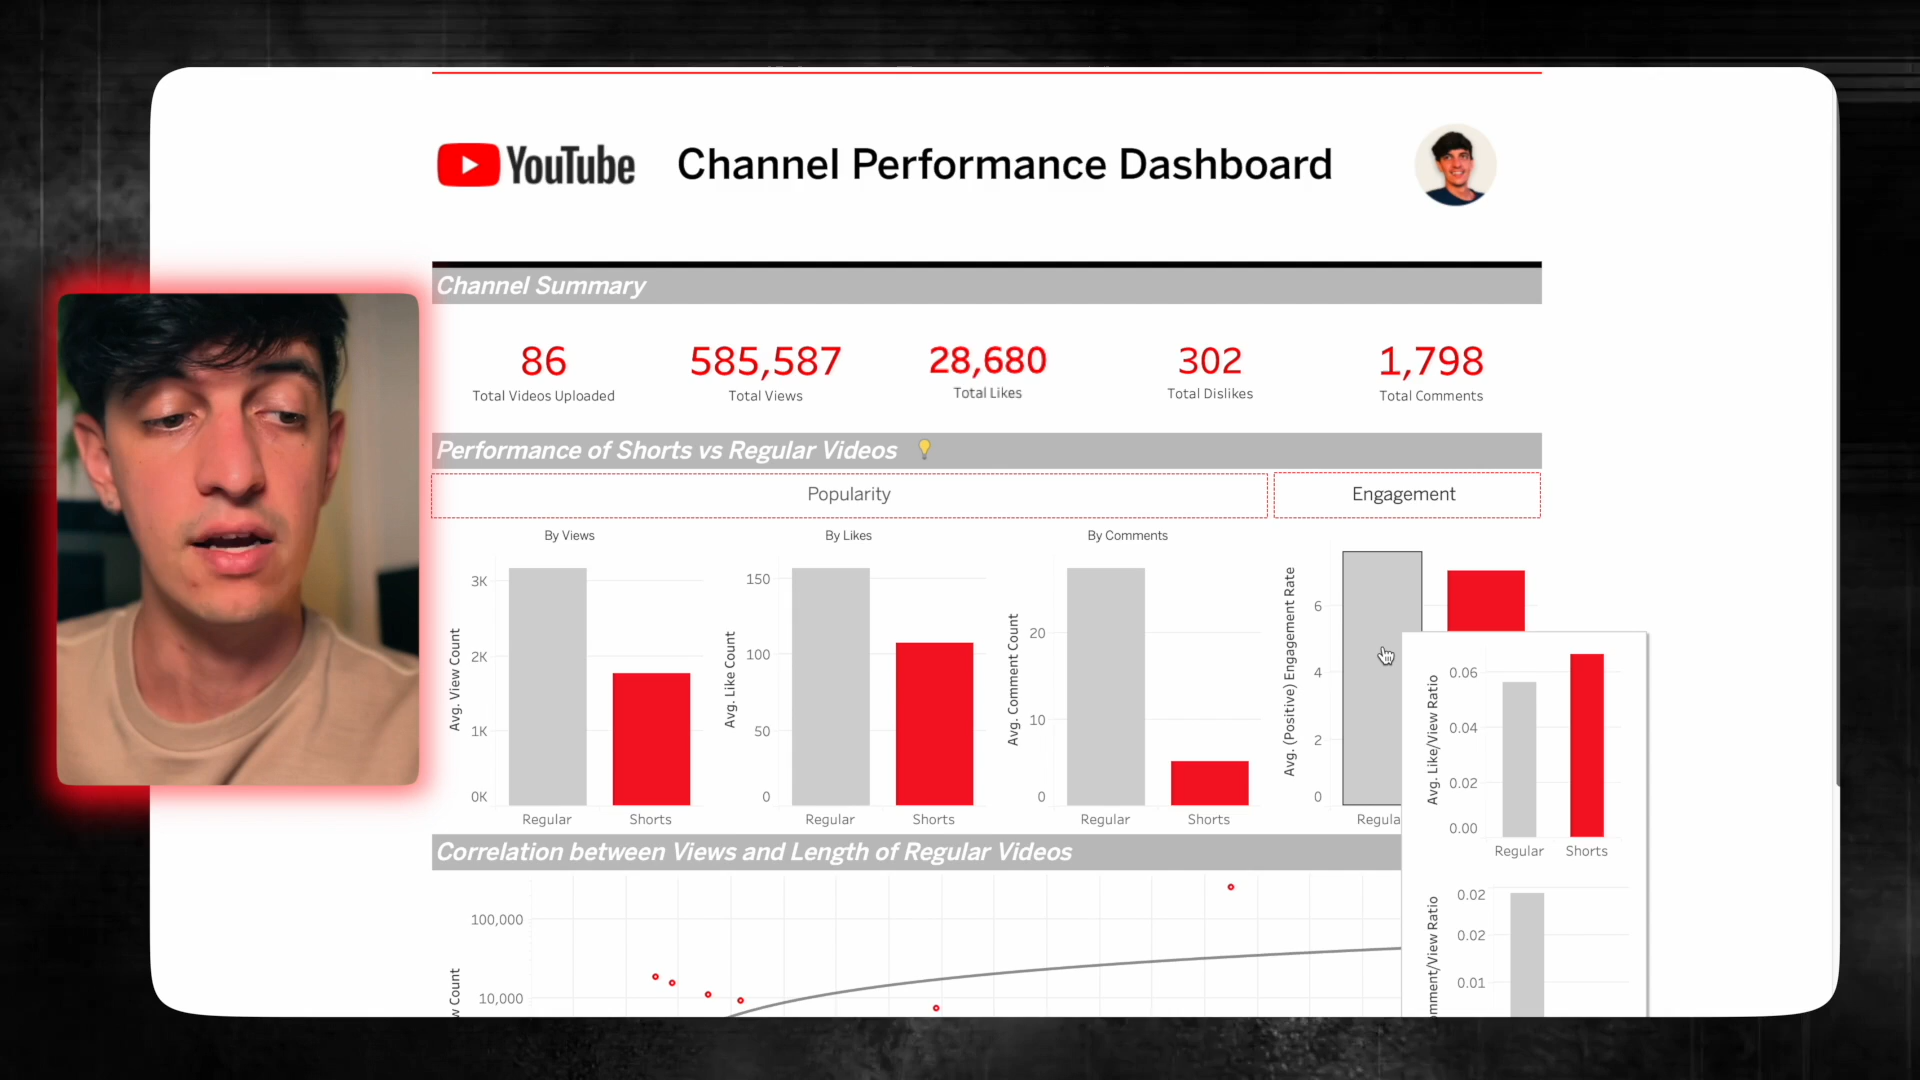 YouTube Channel Performance Dashboard
Channel Summary
86 585,587 28,680 302 1,798
Total Videos Uploaded Total Views Total Likes Total Dislikes Total Comments
Performance of Shorts vs Regular Videos
Popularity Engagement
By Views By Likes By Comments
Avg. View Count
3K
2K
1K
0K
Regular Shorts
Avg. Like Count
150
100
50
0
Regular Shorts
Avg. Comment Count
20
10
0
Regular Shorts
Avg. (Positive) Engagement Rate
6
4
2
0
Regula
Avg. Like/View Ratio
0.06
0.04
0.02
0.00
Regular Shorts
mment/View Ratio
0.02
0.02
0.01
Correlation between Views and Length of Regular Videos
w Count
100,000
10,000